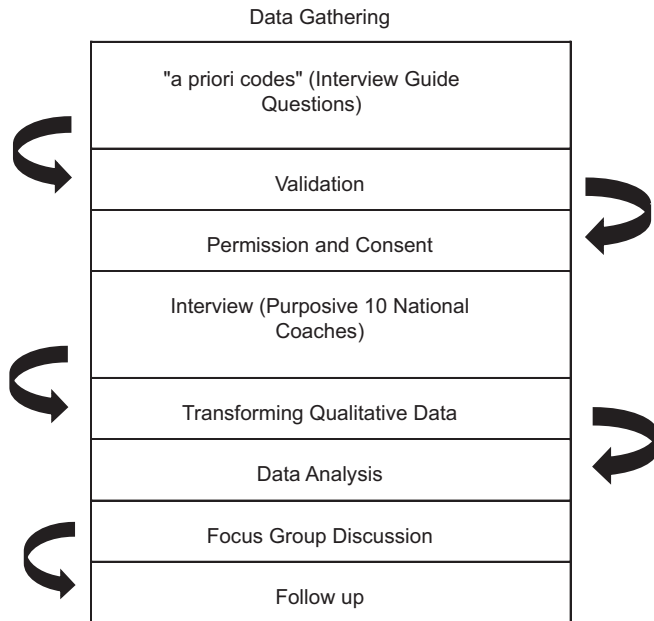 Data Gathering
"a priori codes" (Interview Guide
Questions)
Validation
Permission and Consent
Interview (Purposive 10 National
Coaches)
Transforming Qualitative Data
Data Analysis
Focus Group Discussion
Follow up